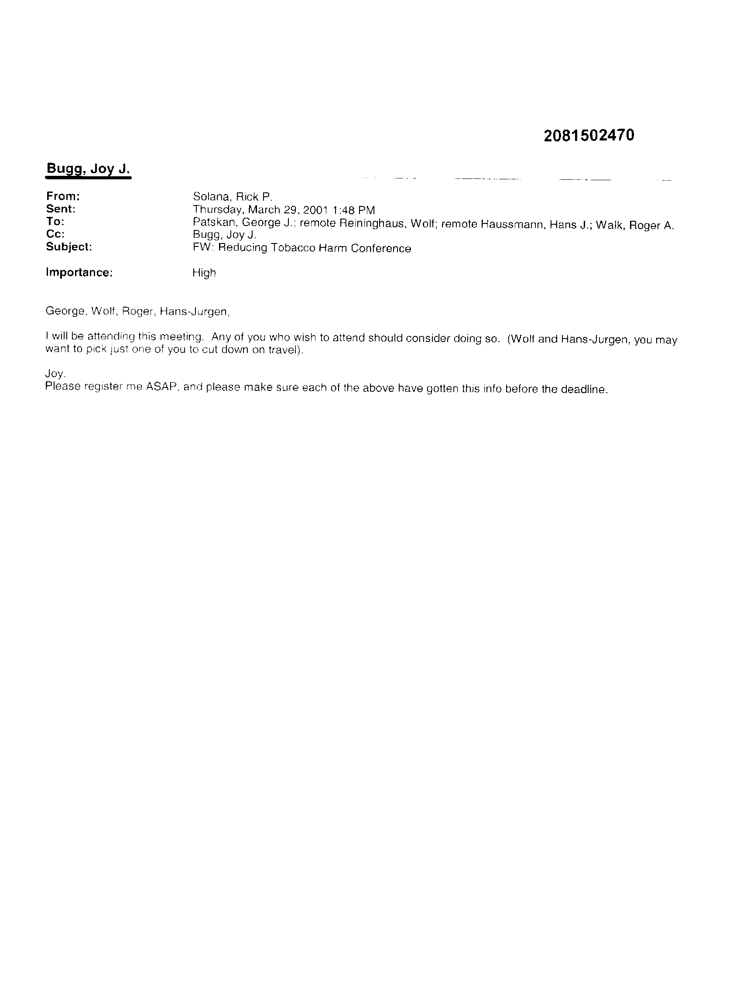 2081502470
Bugg, Joy J.
From: Solana, Rick P.
Sent: Thursday, March 29, 2001 1:48 PM
To: Patskan, George J.; remote Reininghaus, Wolf; remote Haussmann, Hans J.; Walk, Roger A.
Cc: Bugg, Joy J.
Subject: FW: Reducing Tobacco Harm Conference
Importance: High
George, Wolf, Roger, Hans-Jurgen,
I will be attending this meeting. Any of you who wish to attend should consider doing so. (Wolf and Hans-Jurgen, you may
want to pick just one of you to cut down on travel).
Joy.
Please register me ASAP, and please make sure each of the above have gotten this info before the deadline.